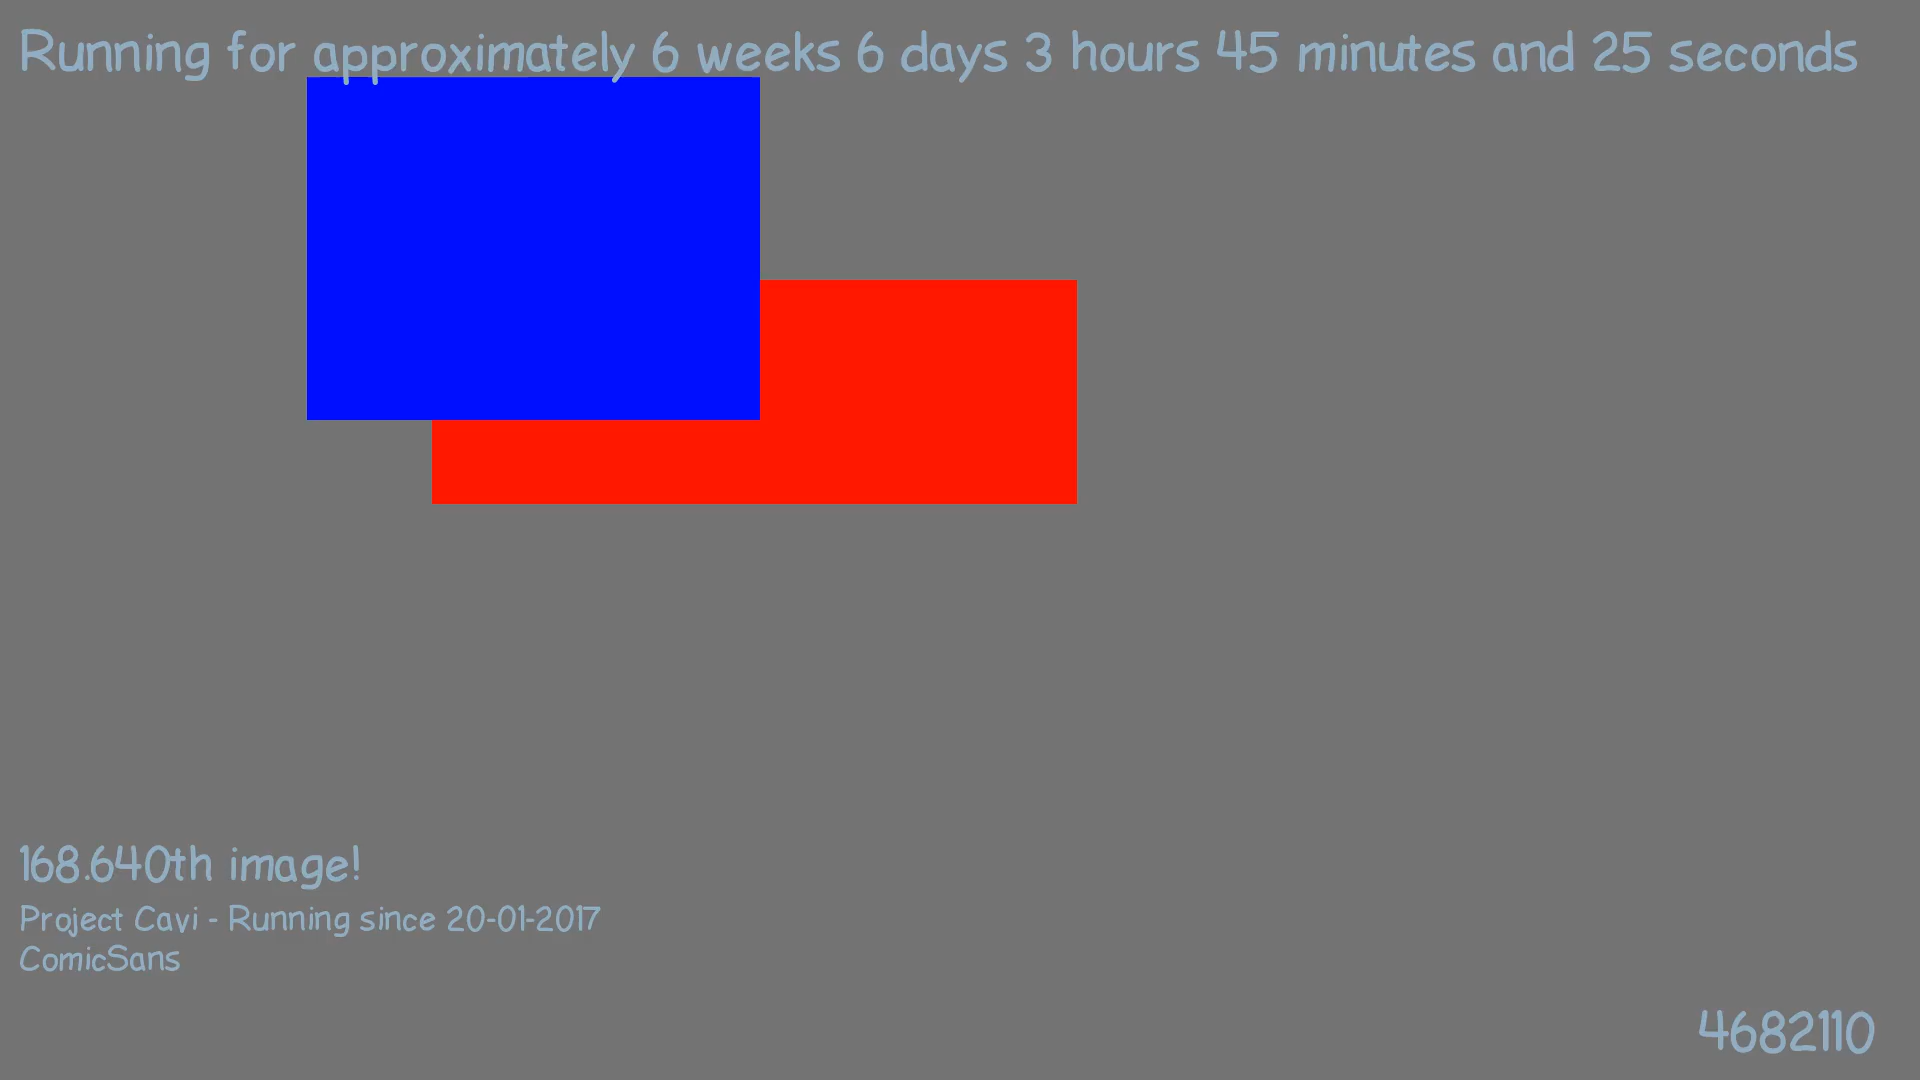 Running for approximately 6 weeks 6 days 3 hours 45 minutes and 25 seconds
168.640th image!
Project Cavi - Running since 20-01-2017
ComicSans
4682110